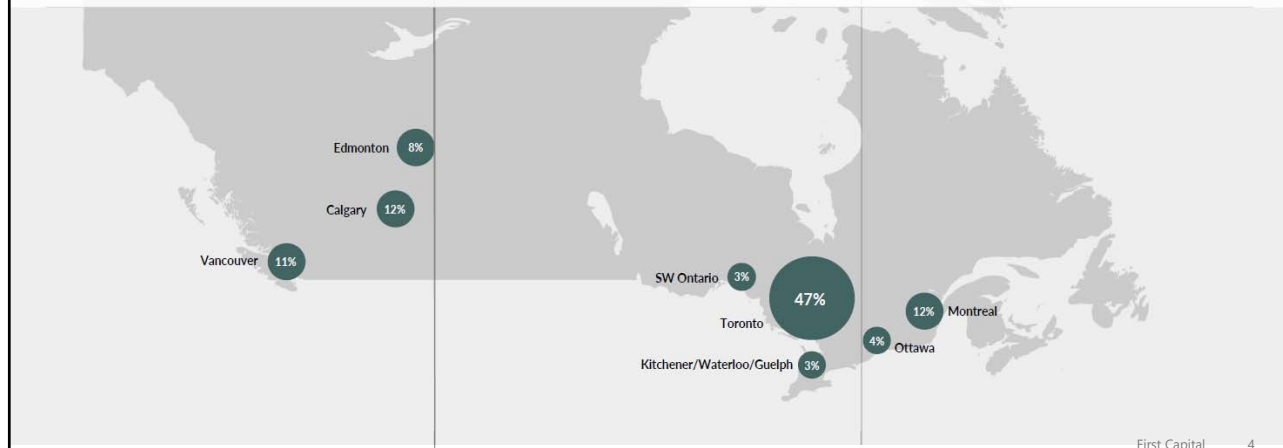 Edmonton 8%
Calgary 12%
Vancouver 11%
SW Ontario 3%
47%
Toronto
12% Montreal
4% Ottawa
Kitchener/Waterloo/Guelph 3%
First Capital 4